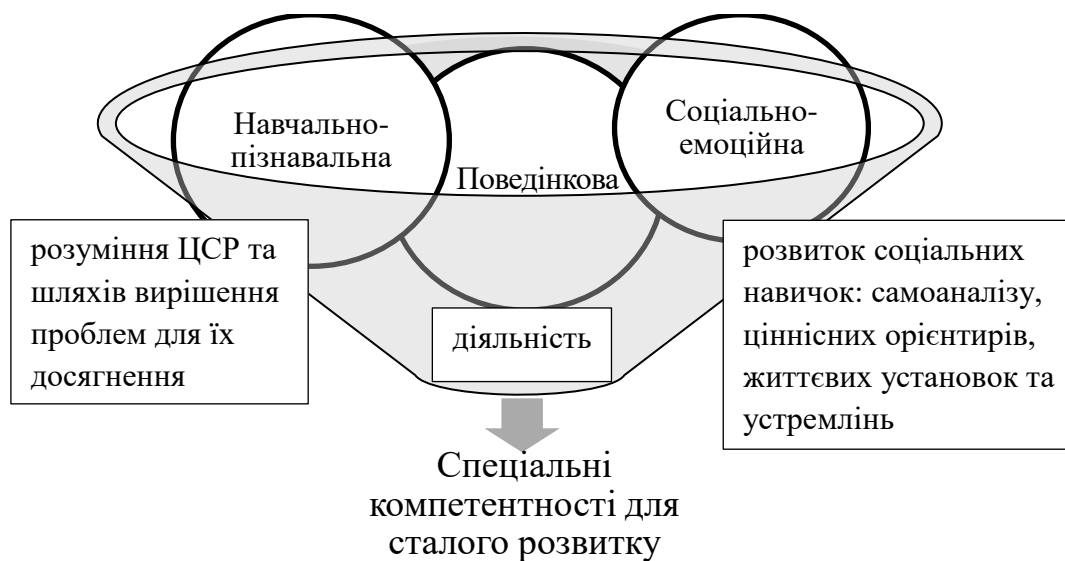 Навчально-
пізнавальна
Соціально-
емоційна
Поведінкова
розуміння ЦСР та
шляхів вирішення
проблем для їх
досягнення
діяльність
розвиток соціальних
навичок: самоаналізу,
ціннісних орієнтирів,
життєвих установок та
устремлінь
Спеціальні
компетентності для
сталого розвитку